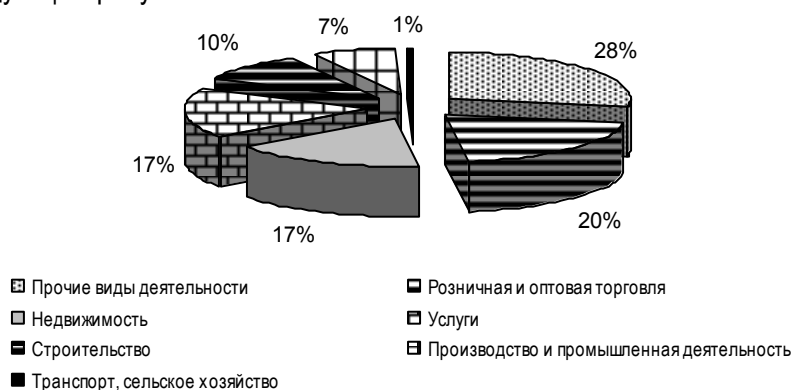 1%
7%
10%
28%
17%
20%
17%
Прочие виды деятельности
Розничная и оптовая торговля
Недвижимость
Услуги
Строительство
Производство и промышленная деятельность
Транспорт, сельское хозяйство